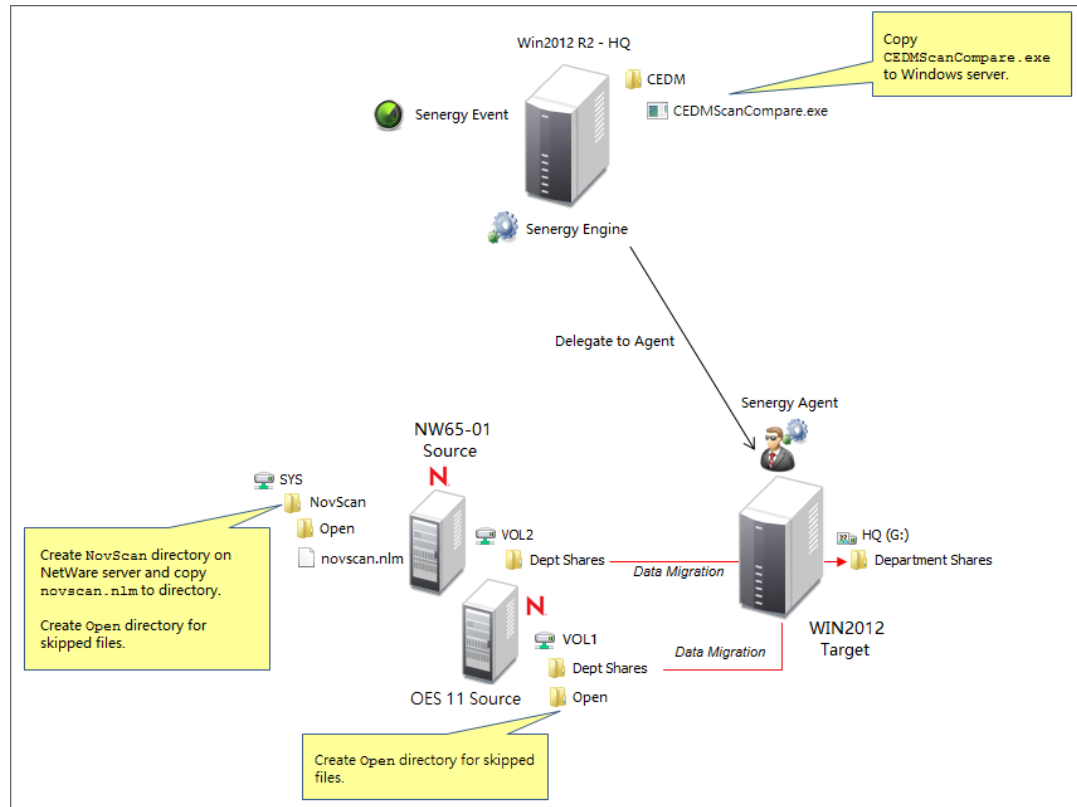 Win2012 R2 - HQ
Copy
CEDMScanCompare.exe
to Windows server.
CEDM
CEDMScanCompare.exe
Senergy Event
Senergy Engine
Delegate to Agent
Senergy Agent
NW65-01
Source
N
SYS
NovScan
Open
novscan.nlm
Create NovScan directory on
NetWare server and copy
novscan.nlm to directory.
Create Open directory for
skipped files.
VOL2
Dept Shares
Data Migration
HQ (G:)
Department Shares
WIN2012
Target
N
VOL1
Dept Shares
Data Migration
Open
OES 11 Source
Create Open directory for skipped
files.